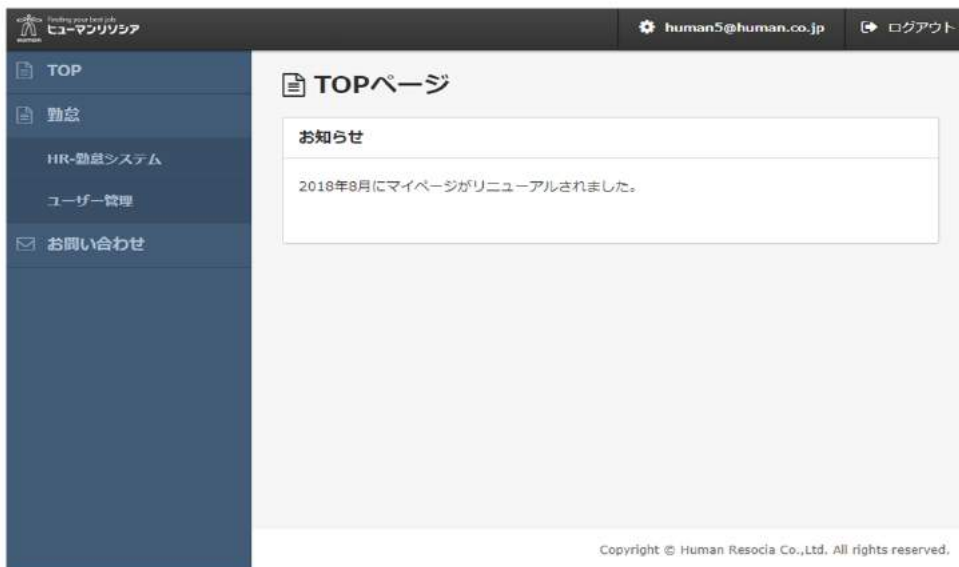 Finding your best job
ヒューマンリソシア
human
human5@human.co.jp
ログアウト
TOP
勤怠
HR-勤怠システム
ユーザー管理
お問い合わせ
TOPページ
お知らせ
2018年8月にマイページがリニューアルされました。
Copyright © Human Resocia Co.,Ltd. All rights reserved.